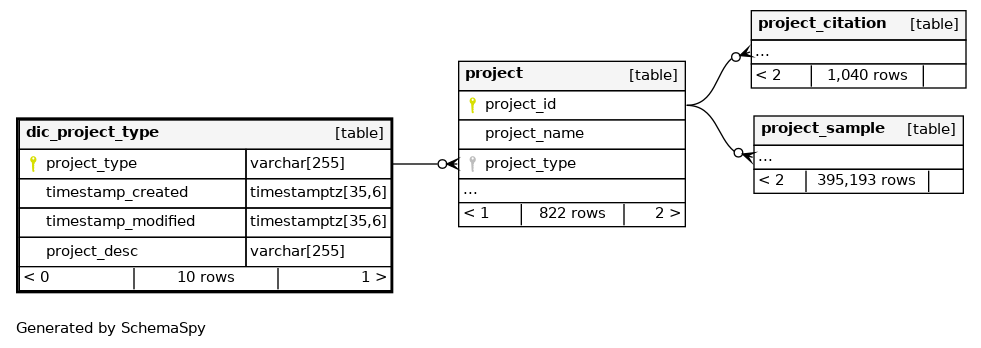 dic_project_type [table]
project_type varchar[255]
timestamp_created timestamptz[35,6]
timestamp_modified timestamptz[35,6]
project_desc varchar[255]
< 0 10 rows 1 >
project [table]
project_id
project_name
project_type
...
< 1 822 rows 2 >
project_citation [table]
...
< 2 1,040 rows
project_sample [table]
...
< 2 395,193 rows
Generated by SchemaSpy